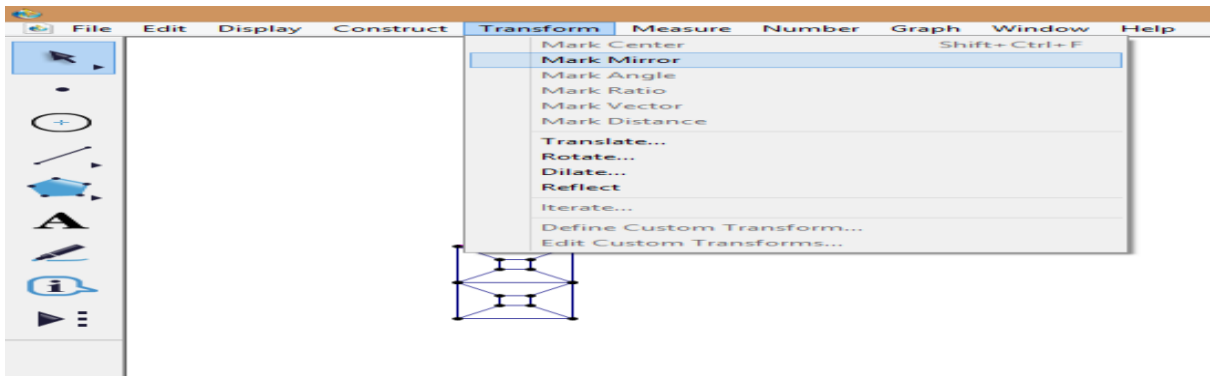 File Edit Display Construct Transform Measure Number Graph Window Help
Mark Center Shift+Ctrl+F
Mark Mirror
Mark Angle
Mark Ratio
Mark Vector
Mark Distance
Translate...
Rotate...
Dilate...
Reflect
Iterate...
Define Custom Transform...
Edit Custom Transforms...
A
i